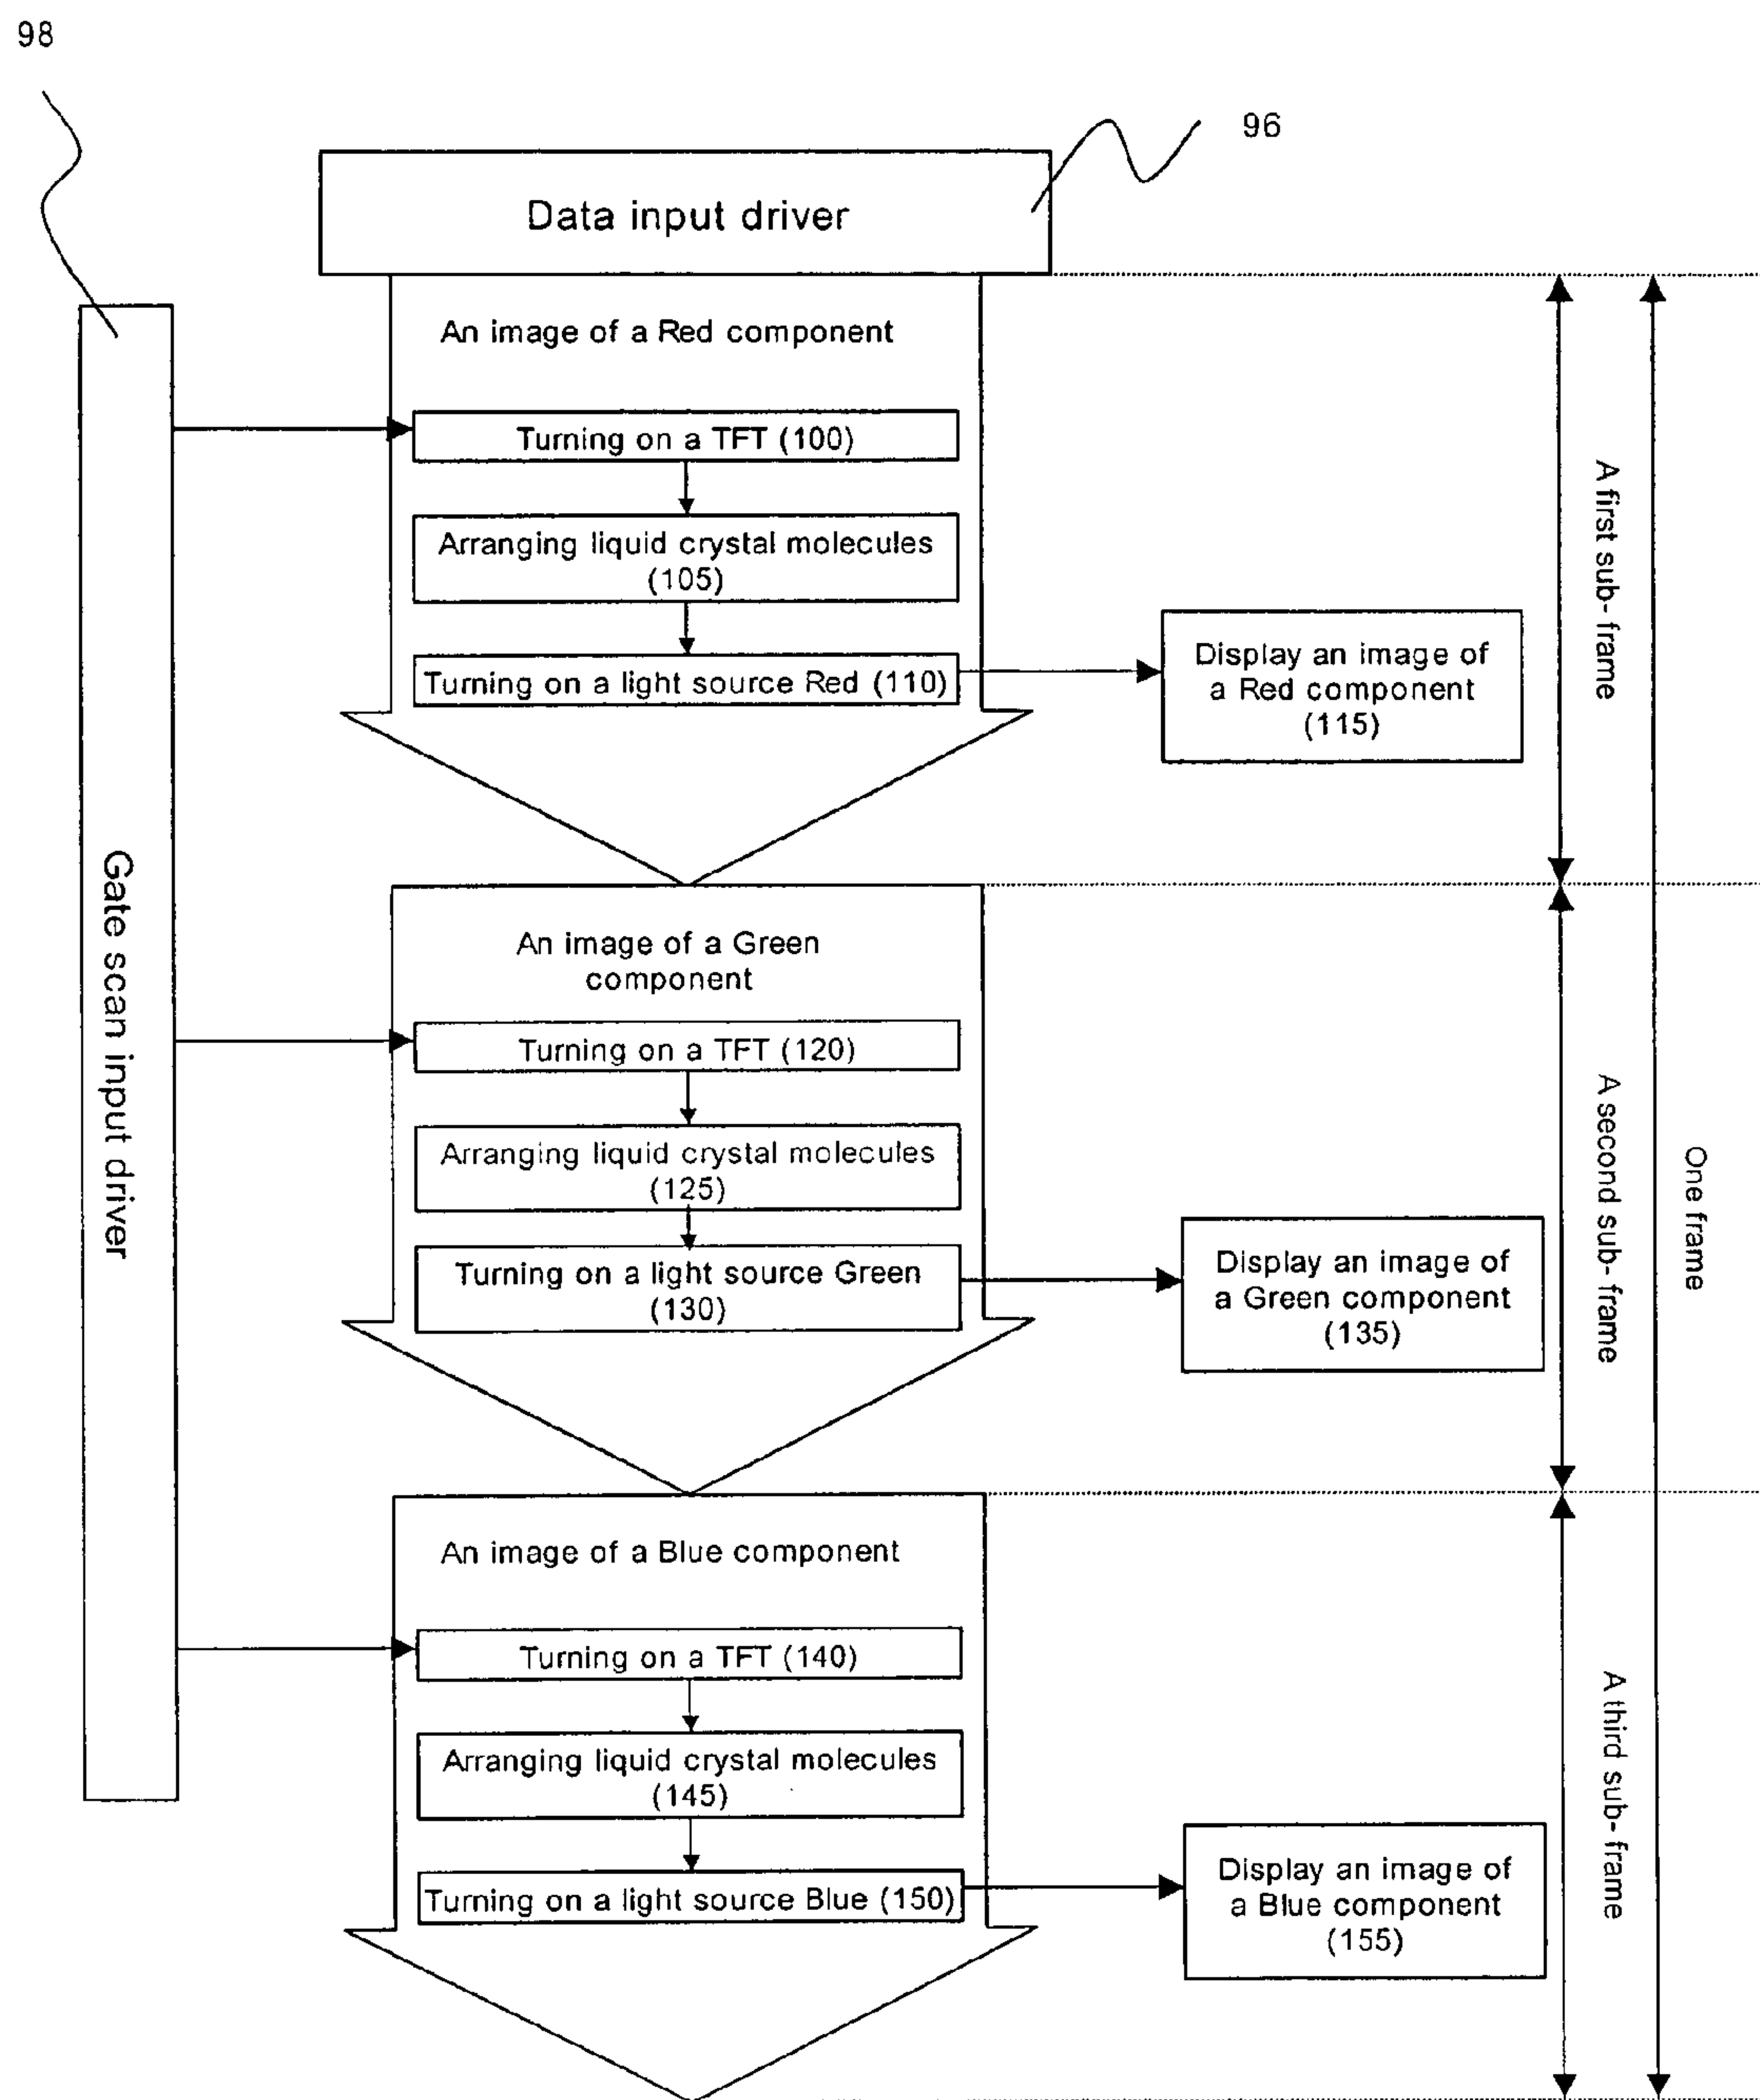 98
96
Data input driver
An image of a Red component
Turning on a TFT (100)
Arranging liquid crystal molecules
(105)
Turning on a light source Red (110)
Display an image of
a Red component
(115)
A first sub-frame
Gate scan input driver
An image of a Green
component
Turning on a TFT (120)
Arranging liquid crystal molecules
(125)
Turning on a light source Green
(130)
Display an image of
a Green component
(135)
A second sub-frame
One frame
An image of a Blue component
Turning on a TFT (140)
Arranging liquid crystal molecules
(145)
Turning on a light source Blue (150)
Display an image of
a Blue component
(155)
A third sub-frame